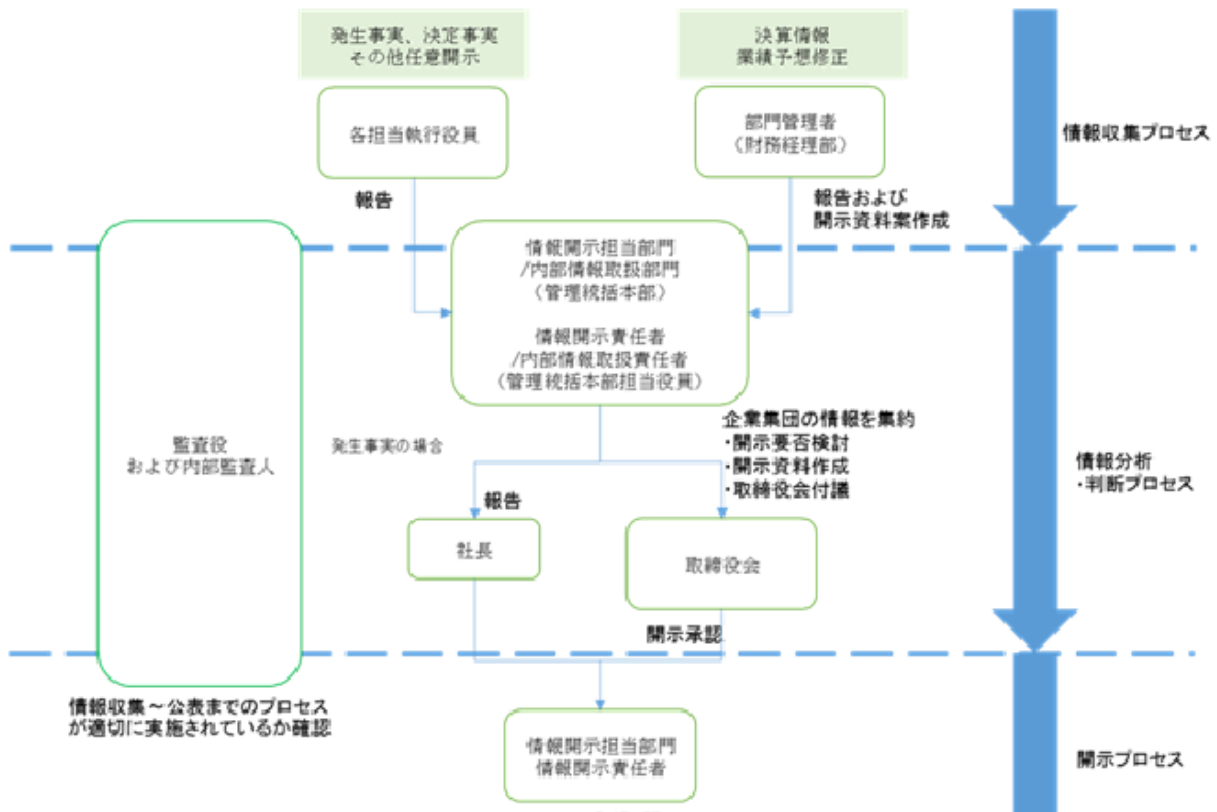 発生事実、決定事実
その他任意開示
決算情報
業績予想修正
各担当執行役員
部門管理者
（財務経理部）
情報収集プロセス
報告
報告および
開示資料案作成
情報開示担当部門
/内部情報取扱部門
（管理統括本部）
情報開示責任者
/内部情報取扱責任者
（管理統括本部担当役員）
監査役
および内部監査人
発生事実の場合
企業集団の情報を集約
・開示要否検討
・開示資料作成
・取締役会付議
情報分析
・判断プロセス
報告
社長
取締役会
開示承認
情報収集～公表までのプロセス
が適切に実施されているか確認
情報開示担当部門
情報開示責任者
開示プロセス